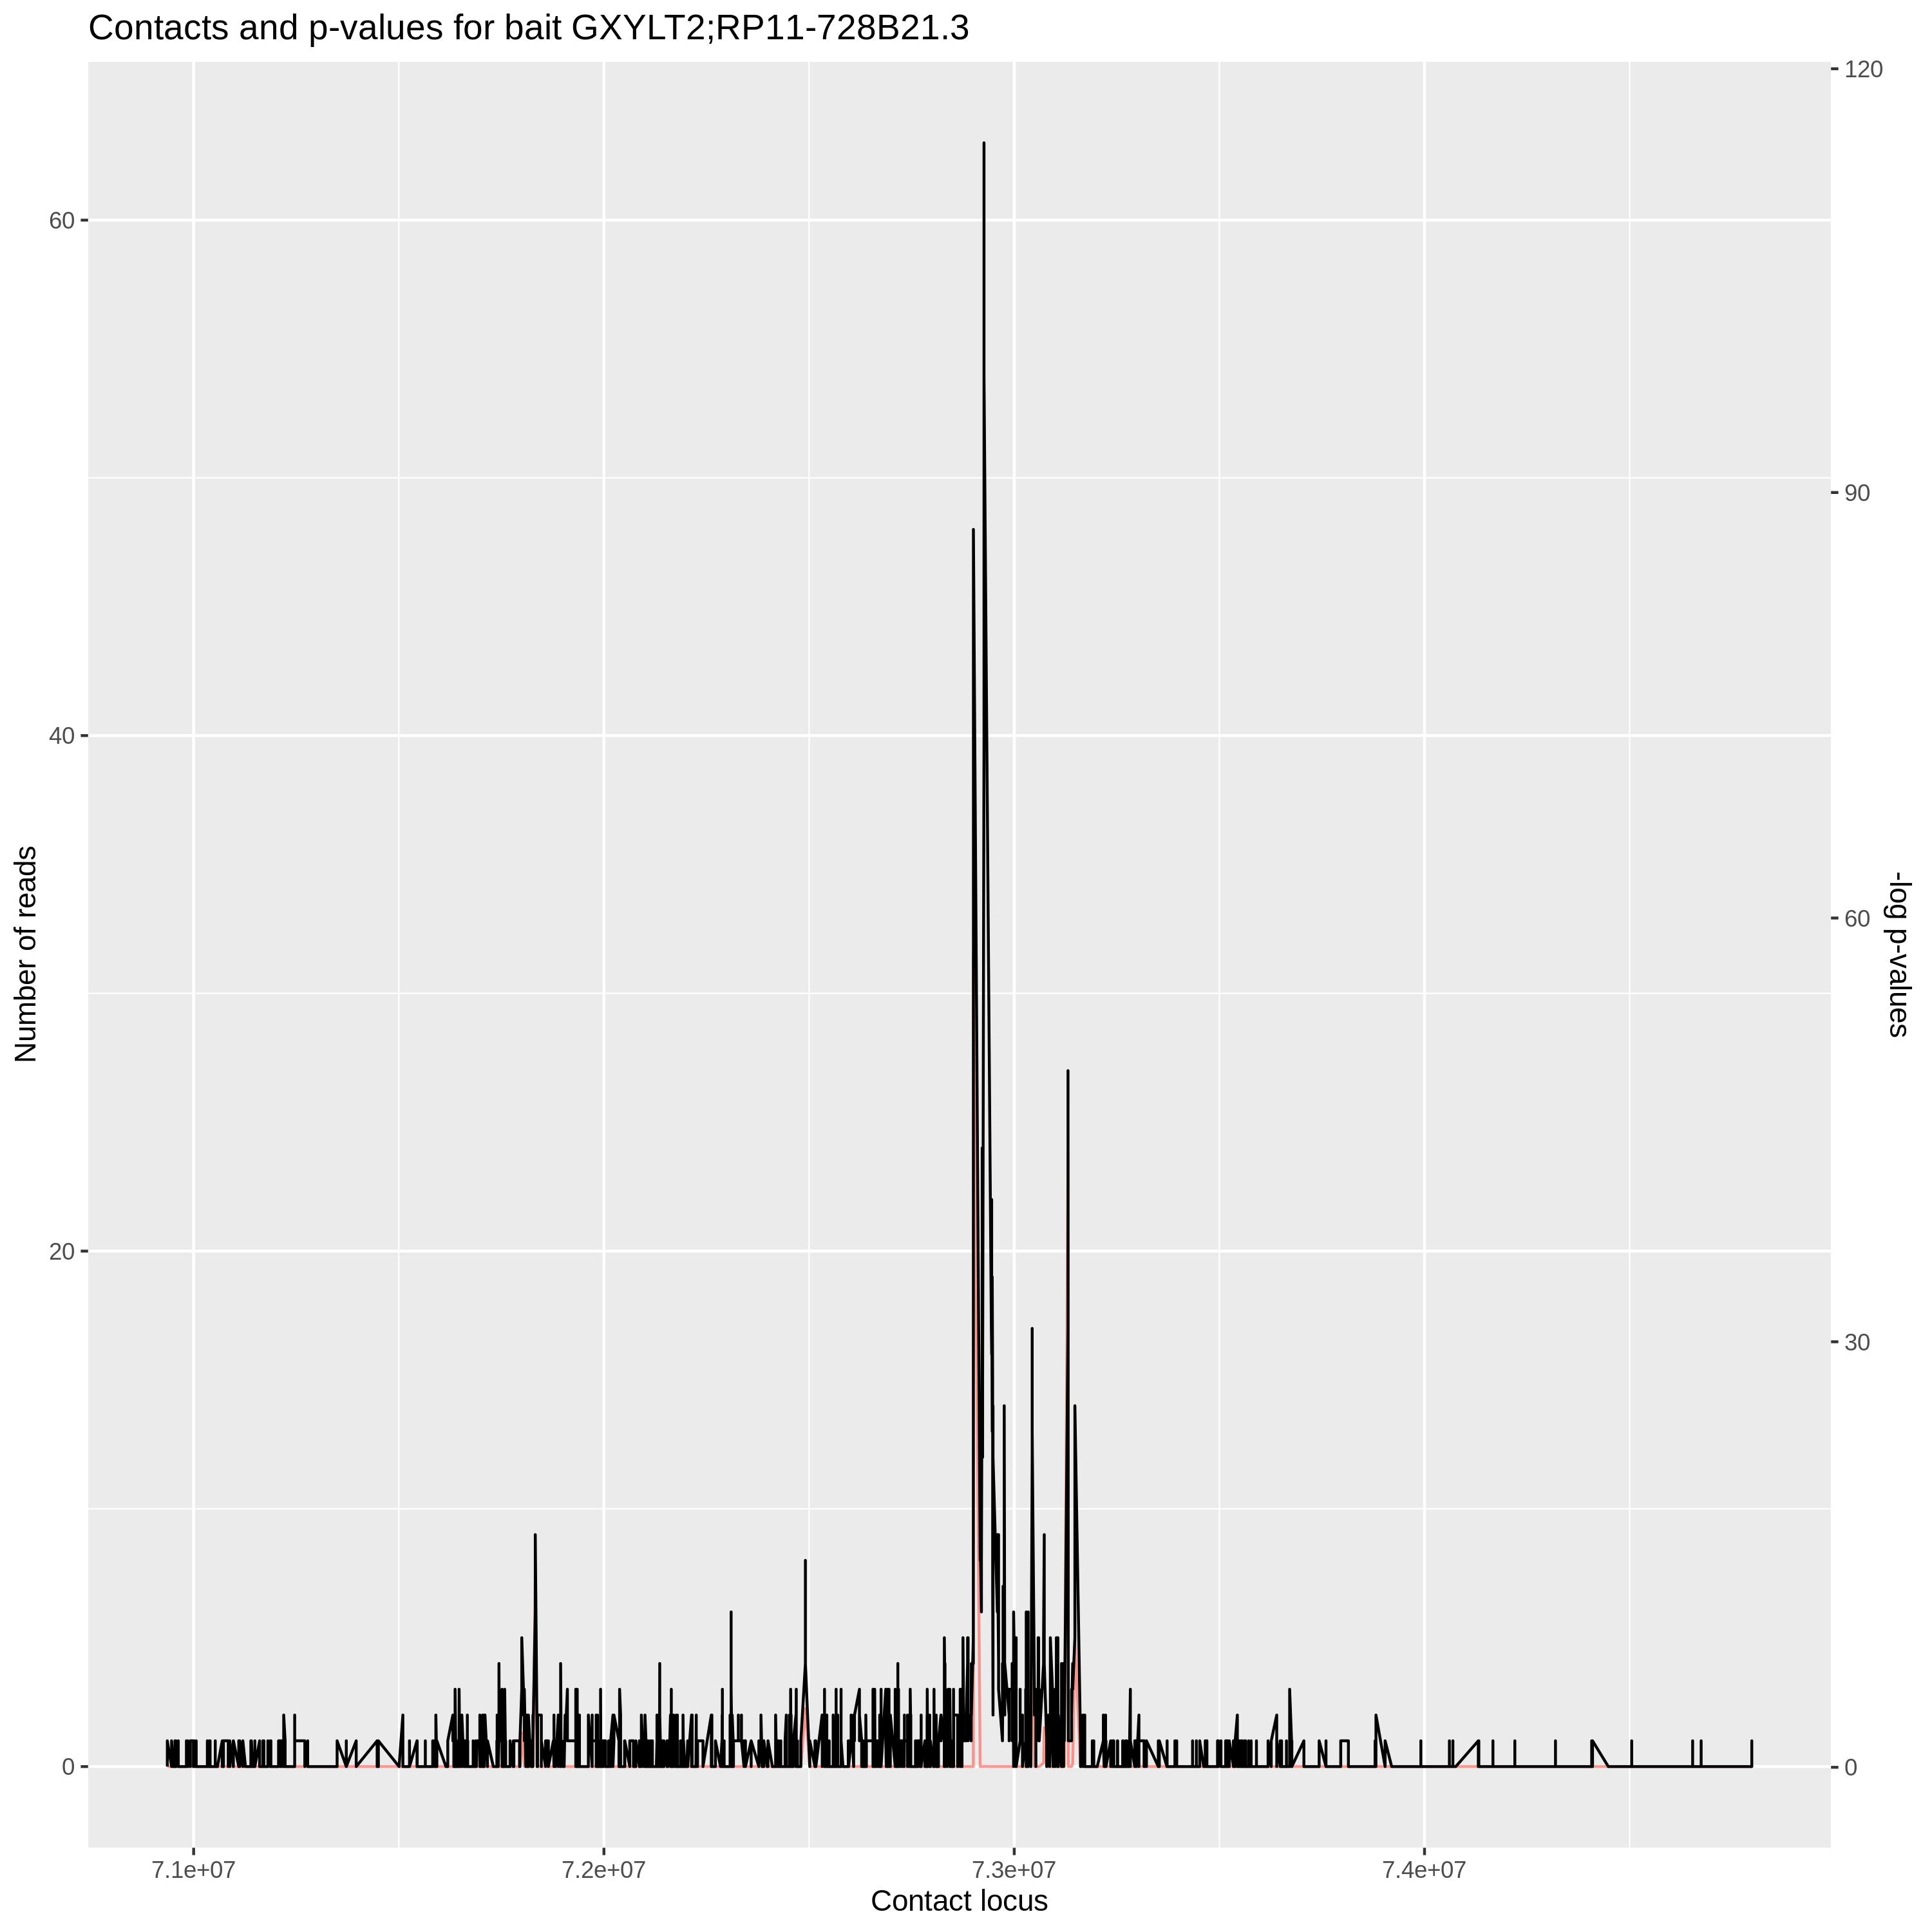 Contacts and p-values for bait GXYLT2;RP11-728B21.3
120
60
90
40
60
Number of reads
-log p-values
20
30
0
0
7.1e+07
7.2e+07
7.3e+07
7.4e+07
Contact locus